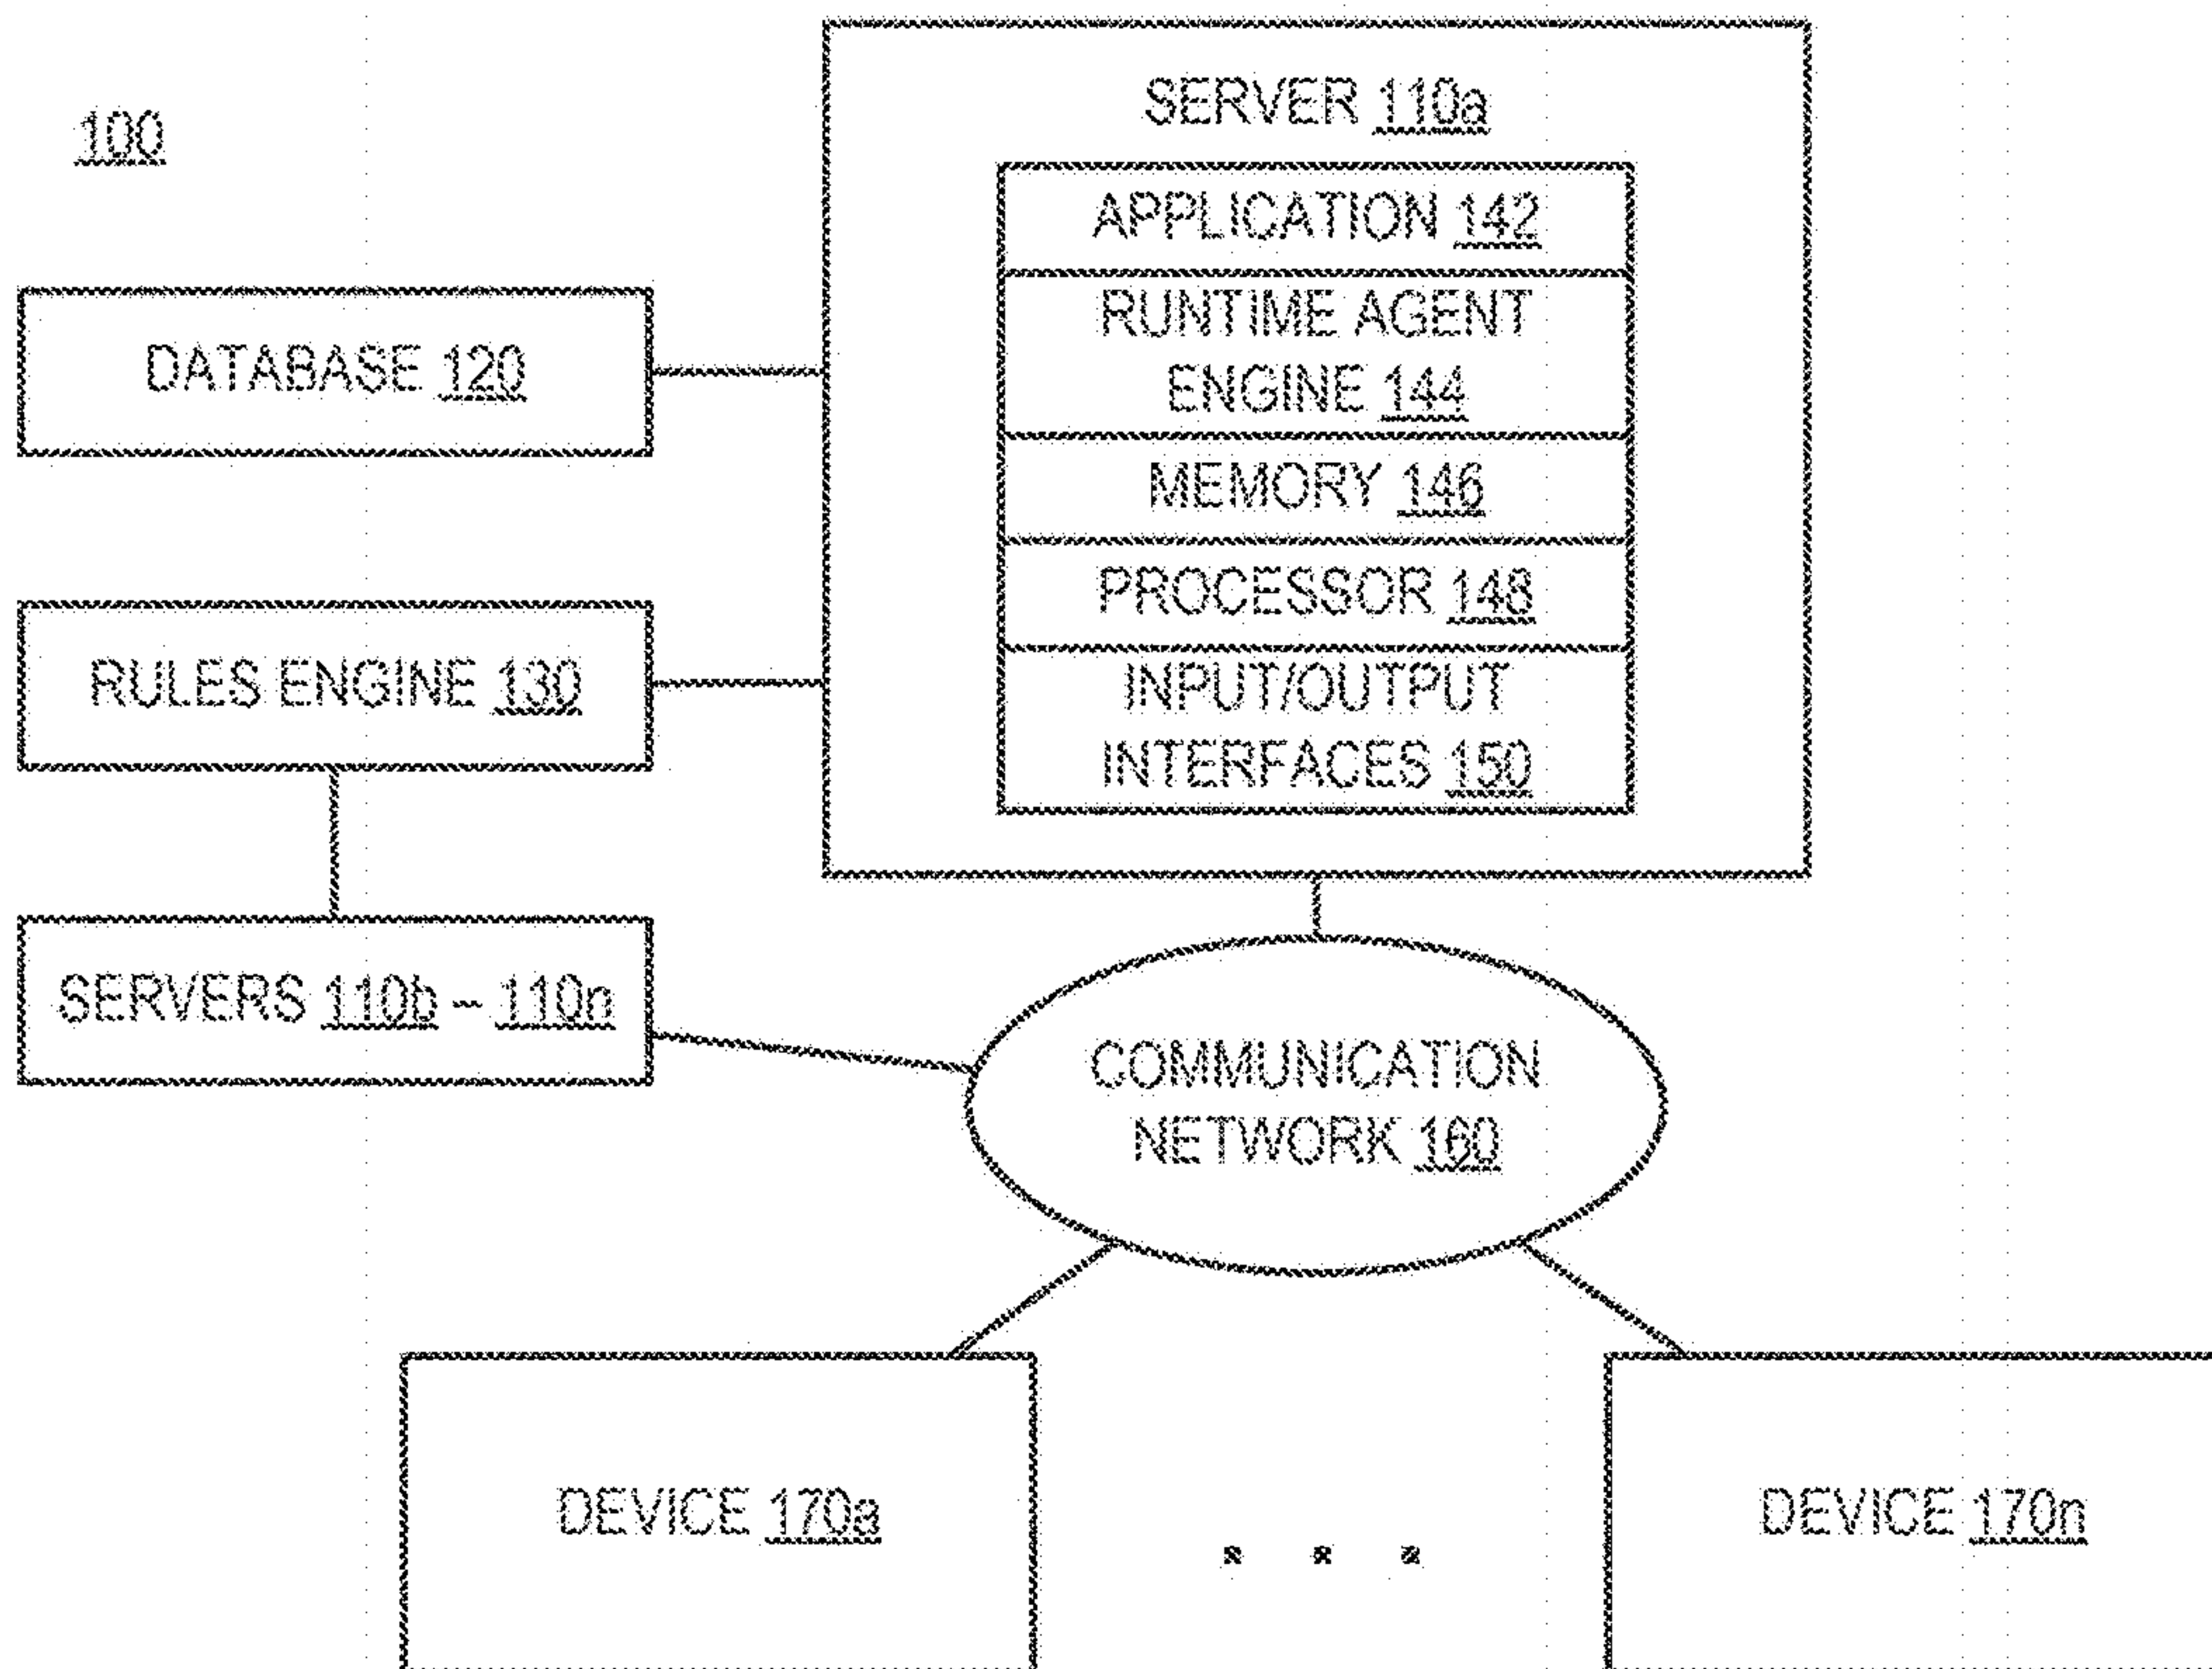 100
SERVER 110a
APPLICATION 142
RUNTIME AGENT
ENGINE 144
MEMORY 146
PROCESSOR 148
INPUT/OUTPUT
INTERFACES 150
DATABASE 120
RULES ENGINE 130
SERVERS 110b – 110n
COMMUNICATION
NETWORK 160
DEVICE 170a
DEVICE 170n